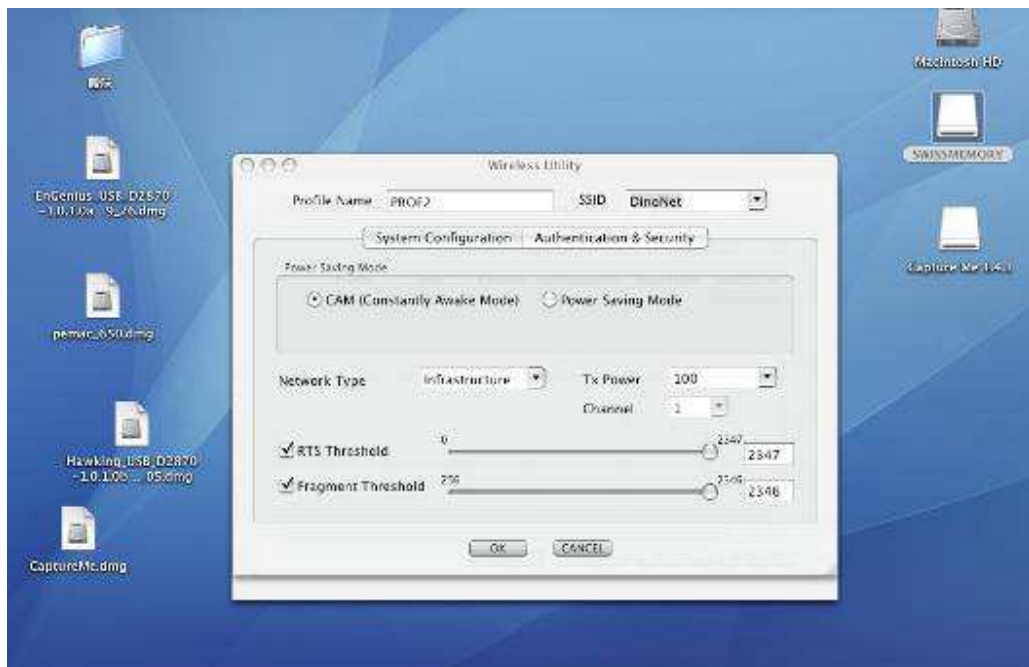 Macintosh HD
EnGenius_USB_D2870
-1.0.1.0a ... 9_26.dmg
SWISSMEMORY
pemac_650.dmg
Capture Me 1.4.1
Hawking_USB_D2870
-1.0.1.0b ... 05.dmg
CaptureMe.dmg
Wireless Utility
Profile Name PROF2 SSID DinoNet
System Configuration Authentication & Security
Power Saving Mode
CAM (Constantly Awake Mode) Power Saving Mode
Network Type Infrastructure Tx Power 100
Channel 1
RTS Threshold 0 2347 2347
Fragment Threshold 256 2346 2346
OK CANCEL